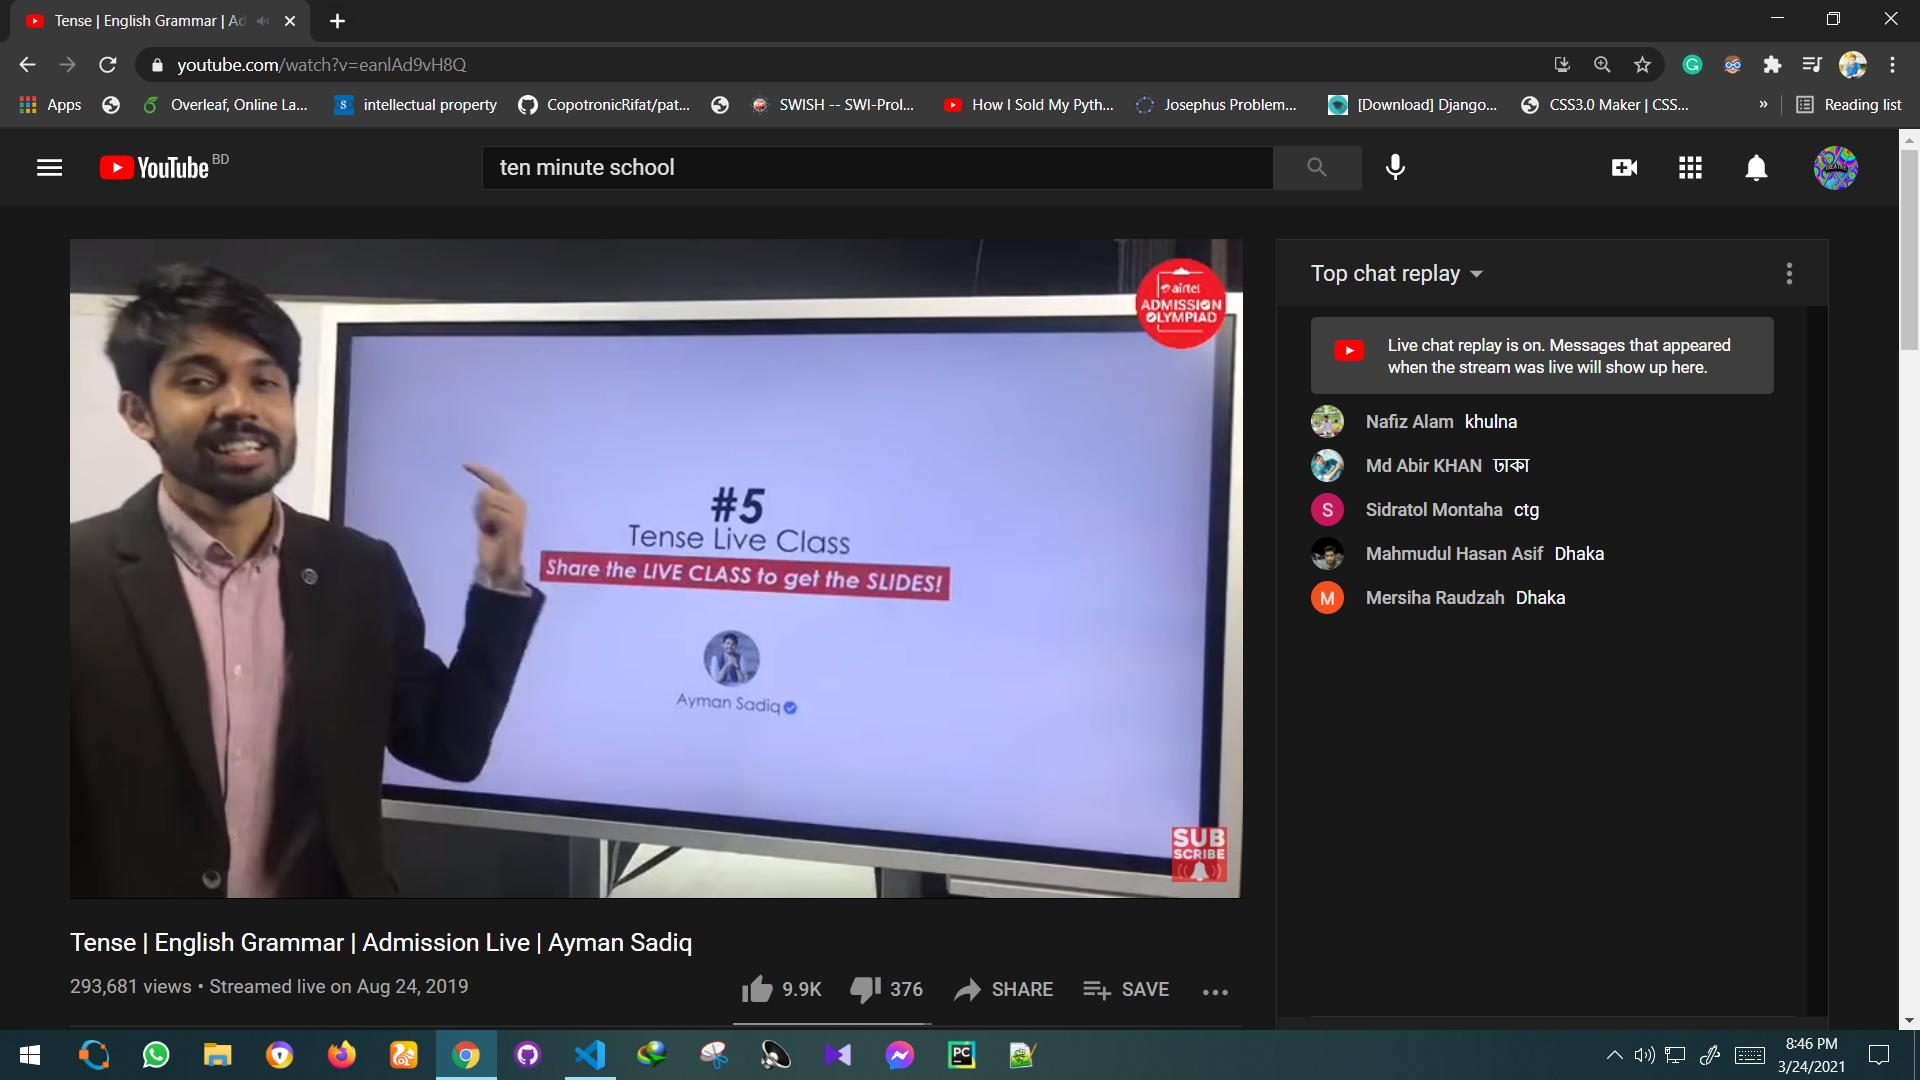 Tense | English Grammar | Ad
youtube.com/watch?v=eanlAd9vH8Q
Apps
Overleaf, Online La...
intellectual property
CopotronicRifat/pat...
SWISH -- SWI-Prol...
How I Sold My Pyth...
Josephus Problem...
[Download] Django...
CSS3.0 Maker | CSS...
»
Reading list
YouTube BD
ten minute school
airtel
ADMISSION
OLYMPIAD
#5
Tense Live Class
Share the LIVE CLASS to get the SLIDES!
Ayman Sadiq
SUB
SCRIBE
Top chat replay
Live chat replay is on. Messages that appeared
when the stream was live will show up here.
Nafiz Alam khulna
Md Abir KHAN ঢাকা
S Sidratol Montaha ctg
Mahmudul Hasan Asif Dhaka
M Mersiha Raudzah Dhaka
Tense | English Grammar | Admission Live | Ayman Sadiq
293,681 views • Streamed live on Aug 24, 2019
9.9K
376
SHARE
SAVE
PC
8:46 PM
3/24/2021